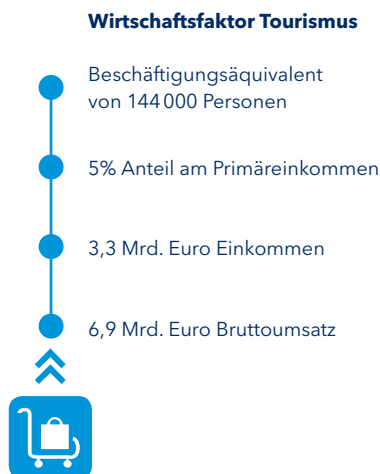 Wirtschaftsfaktor Tourismus
Beschäftigungsäquivalent
von 144 000 Personen
5% Anteil am Primäreinkommen
3,3 Mrd. Euro Einkommen
6,9 Mrd. Euro Bruttoumsatz